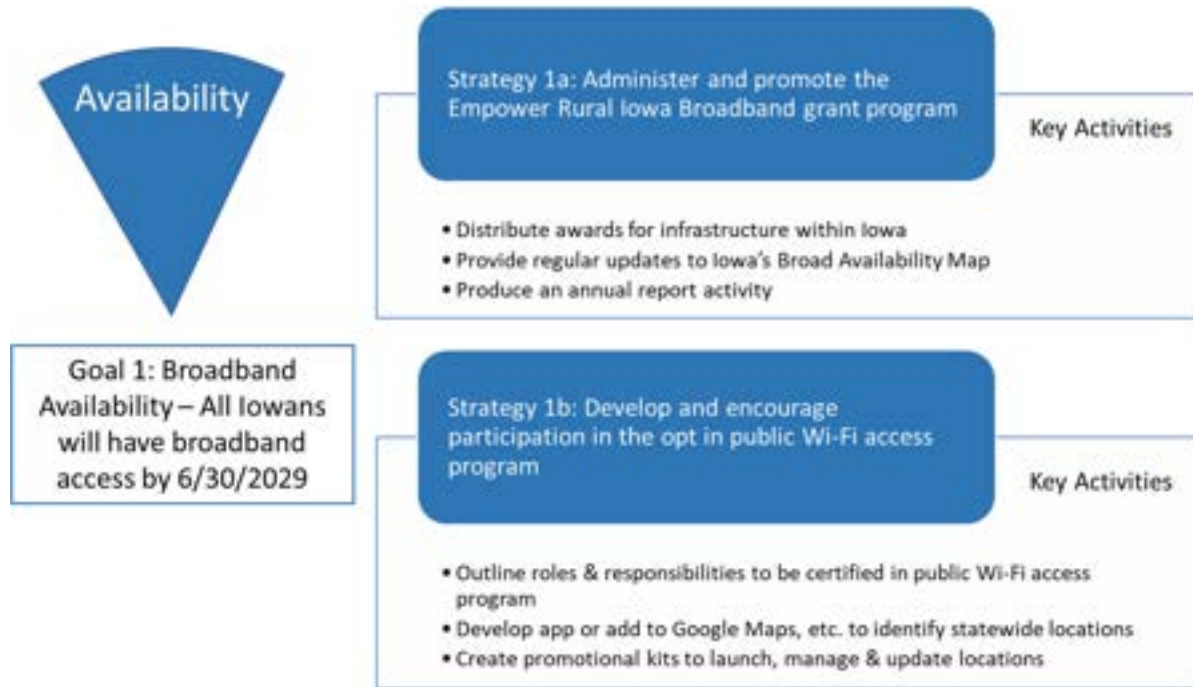 Availability
Goal 1: Broadband
Availability – All Iowans
will have broadband
access by 6/30/2029
Strategy 1a: Administer and promote the
Empower Rural Iowa Broadband grant program
Key Activities
• Distribute awards for infrastructure within Iowa
• Provide regular updates to Iowa's Broad Availability Map
• Produce an annual report activity
Strategy 1b: Develop and encourage
participation in the opt in public Wi-Fi access
program
Key Activities
• Outline roles & responsibilities to be certified in public Wi-Fi access
program
• Develop app or add to Google Maps, etc. to identify statewide locations
• Create promotional kits to launch, manage & update locations